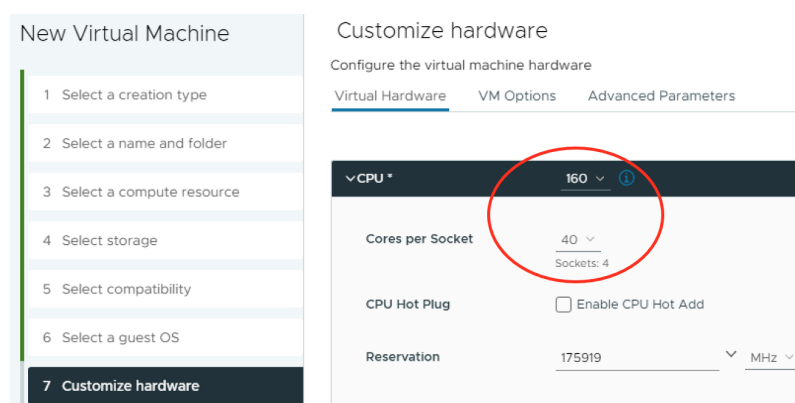 New Virtual Machine
1 Select a creation type
2 Select a name and folder
3 Select a compute resource
4 Select storage
5 Select compatibility
6 Select a guest OS
7 Customize hardware
Customize hardware
Configure the virtual machine hardware
Virtual Hardware VM Options Advanced Parameters
CPU * 160
Cores per Socket 40
Sockets: 4
CPU Hot Plug Enable CPU Hot Add
Reservation 175919 MHz